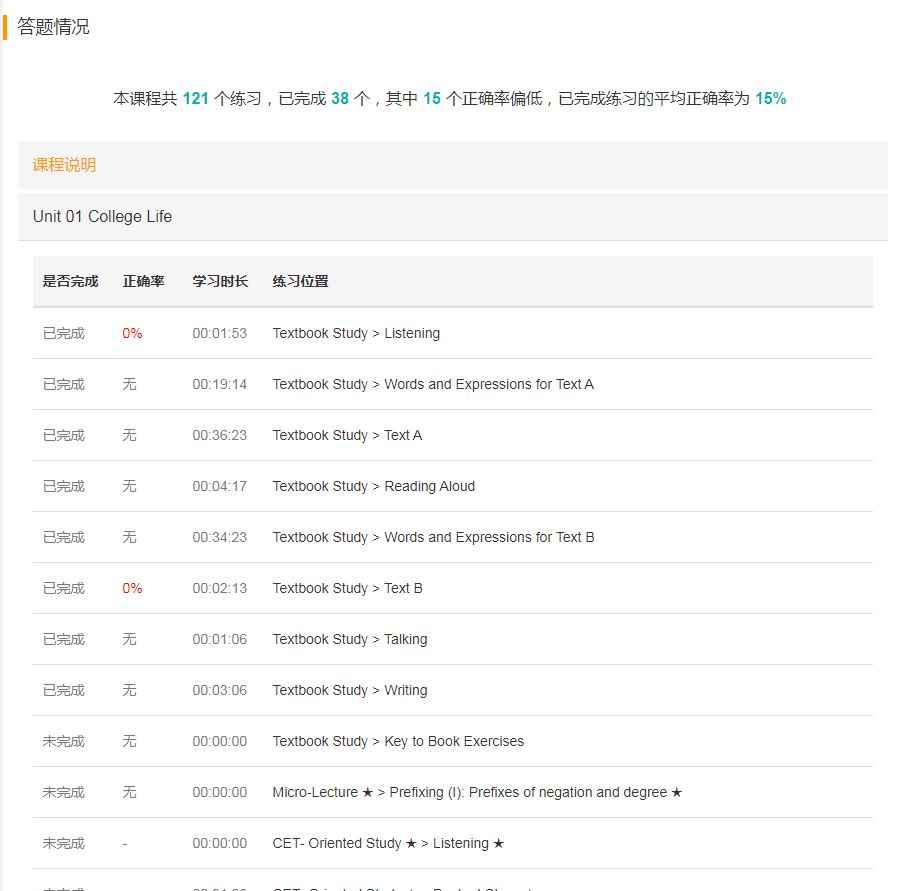 答题情况
本课程共 121 个练习，已完成 38 个，其中 15 个正确率偏低，已完成练习的平均正确率为 15%
课程说明
Unit 01 College Life
是否完成 正确率 学习时长 练习位置
已完成 0% 00:01:53 Textbook Study > Listening
已完成 无 00:19:14 Textbook Study > Words and Expressions for Text A
已完成 无 00:36:23 Textbook Study > Text A
已完成 无 00:04:17 Textbook Study > Reading Aloud
已完成 无 00:34:23 Textbook Study > Words and Expressions for Text B
已完成 0% 00:02:13 Textbook Study > Text B
已完成 无 00:01:06 Textbook Study > Talking
已完成 无 00:03:06 Textbook Study > Writing
未完成 无 00:00:00 Textbook Study > Key to Book Exercises
未完成 无 00:00:00 Micro-Lecture ★ > Prefixing (I): Prefixes of negation and degree ★
未完成 - 00:00:00 CET- Oriented Study ★ > Listening ★